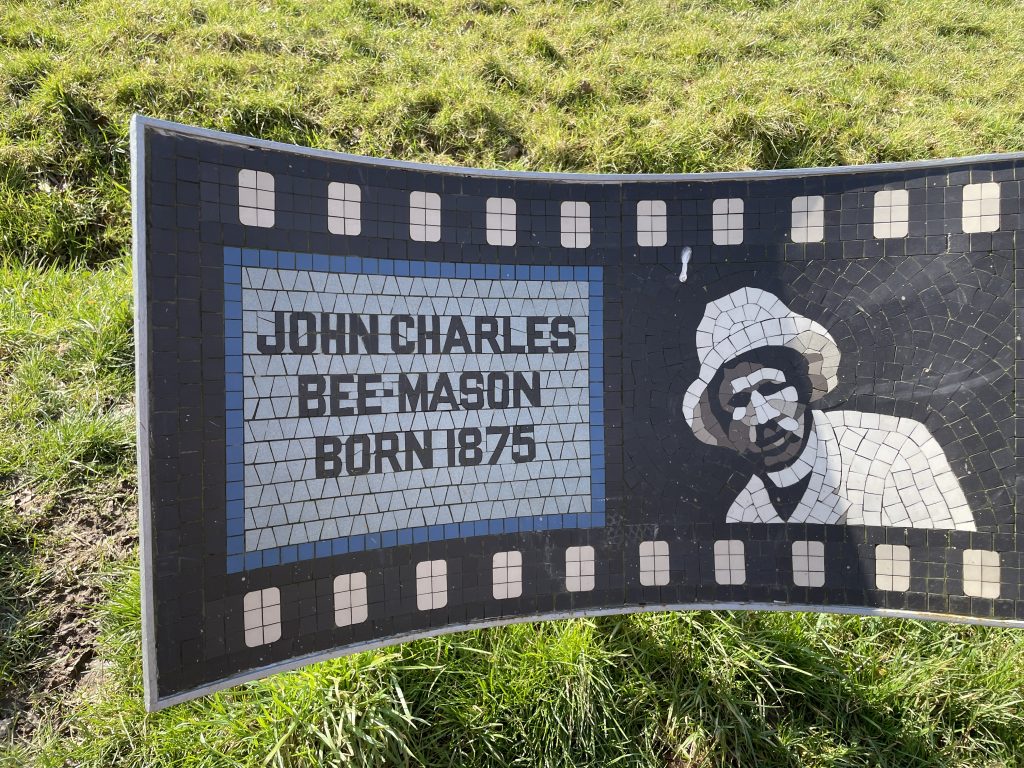 JOHN CHARLES
BEE-MASON
BORN 1875